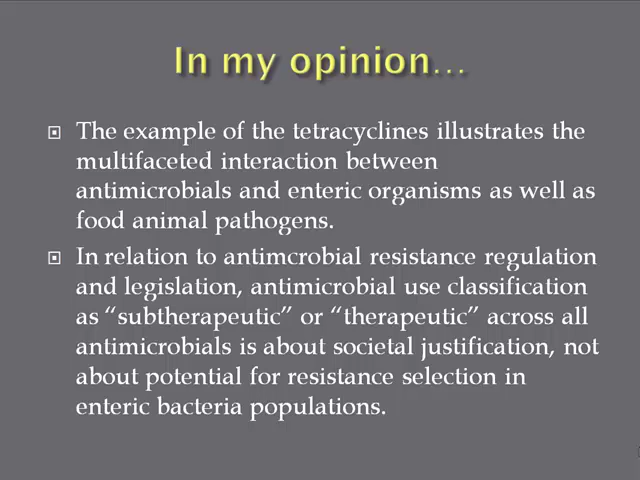 In my opinion…
The example of the tetracyclines illustrates the
multifaceted interaction between
antimicrobials and enteric organisms as well as
food animal pathogens.
In relation to antimcrobial resistance regulation
and legislation, antimicrobial use classification
as “subtherapeutic” or “therapeutic” across all
antimicrobials is about societal justification, not
about potential for resistance selection in
enteric bacteria populations.